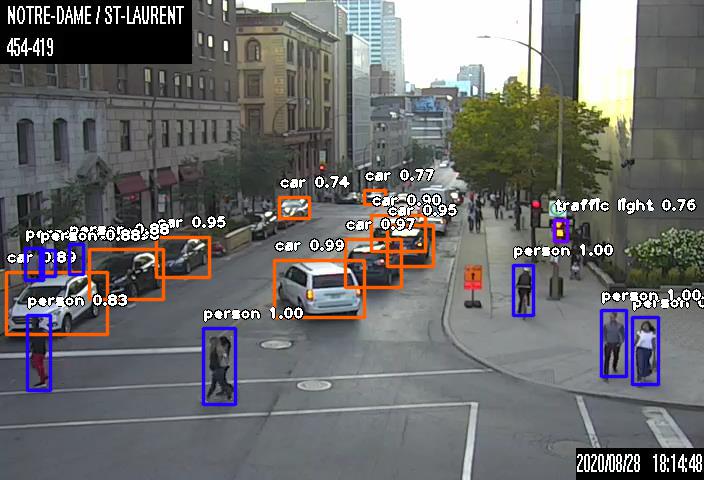 NOTRE-DAME / ST-LAURENT
454-419
car 0.74
car 0.77
car 0.90
car 0.95
car 0.97
car 0.95
car 0.99
car 0.89
person 0.88
traffic light 0.76
person 1.00
person 0.83
person 1.00
person 1.00
2020/08/28 18:14:48